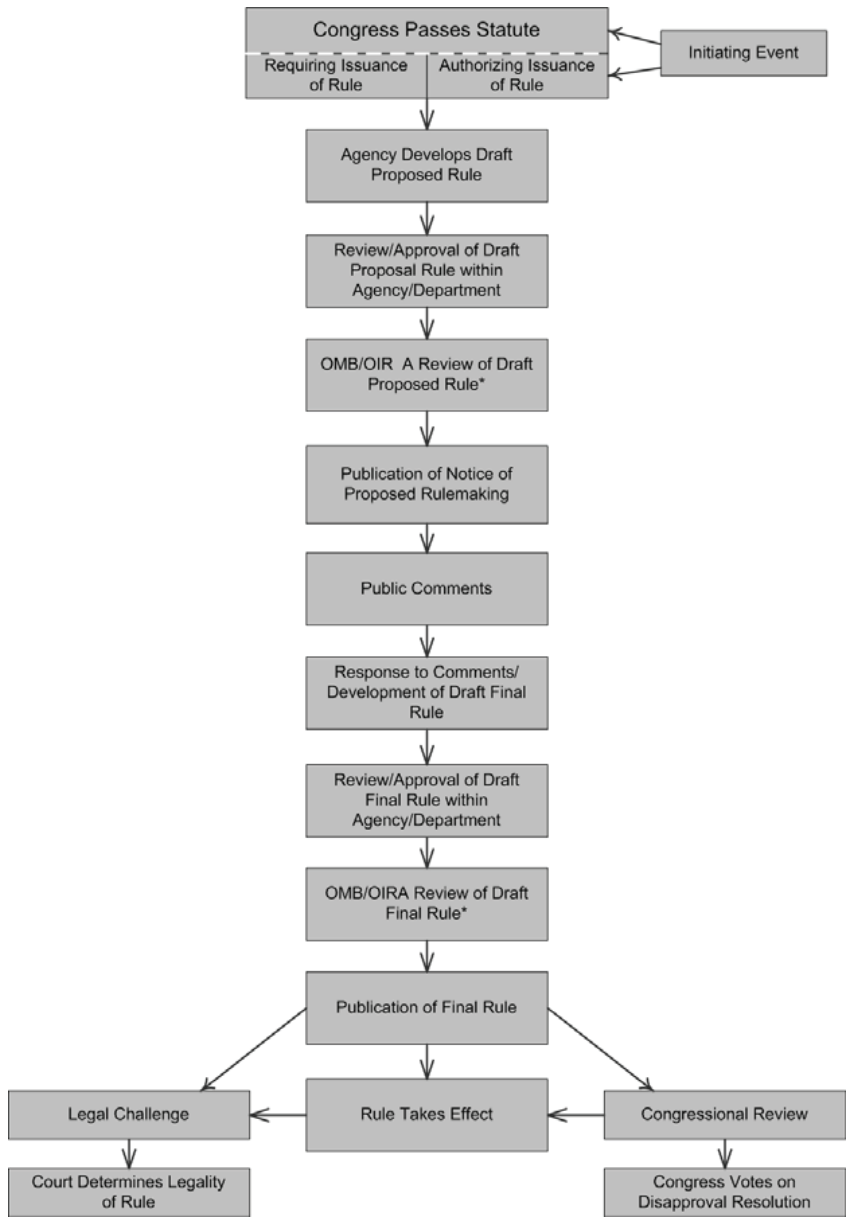 Congress Passes Statute
Initiating Event
Requiring Issuance
of Rule
Authorizing Issuance
of Rule
Agency Develops Draft
Proposed Rule
Review/Approval of Draft
Proposal Rule within
Agency/Department
OMB/OIR  A Review of Draft
Proposed Rule*
Publication of Notice of
Proposed Rulemaking
Public Comments
Response to Comments/
Development of Draft Final
Rule
Review/Approval of Draft
Final Rule within
Agency/Department
OMB/OIRA Review of Draft
Final Rule*
Publication of Final Rule
Legal Challenge
Rule Takes Effect
Congressional Review
Court Determines Legality
of Rule
Congress Votes on
Disapproval Resolution